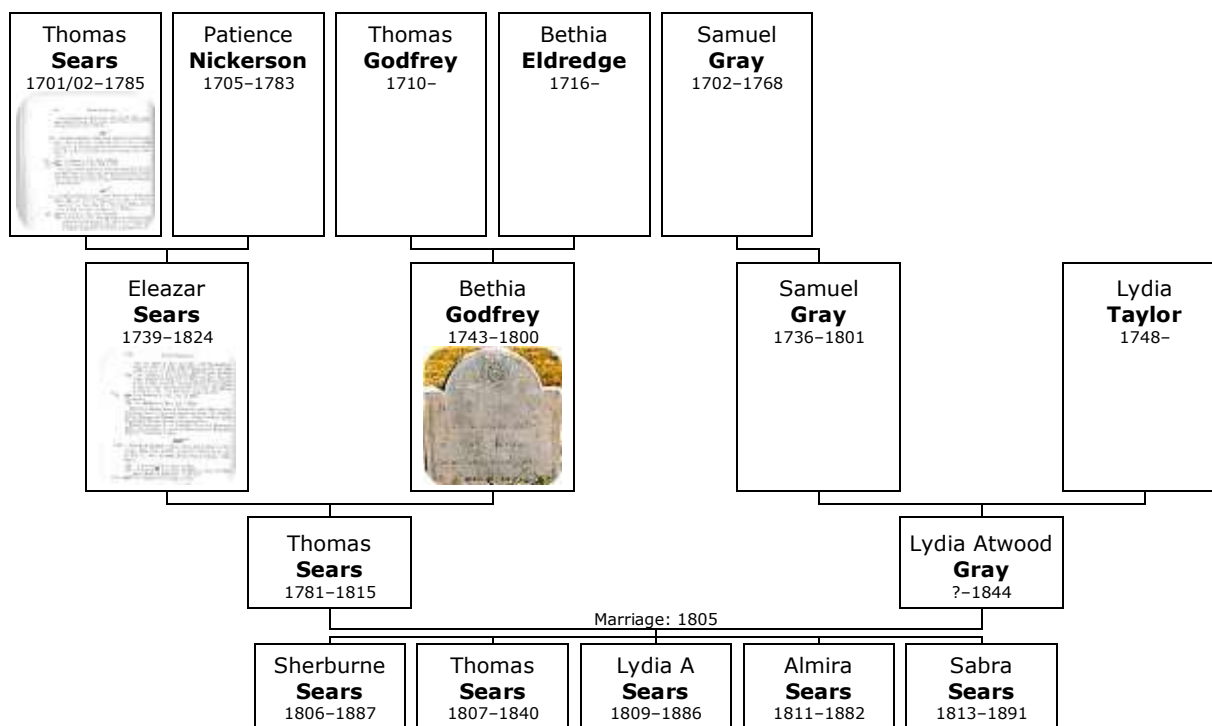 Thomas
Sears
1701/02–1785
Patience
Nickerson
1705–1783
Thomas
Godfrey
1710–
Bethia
Eldredge
1716–
Samuel
Gray
1702–1768
Eleazar
Sears
1739–1824
Bethia
Godfrey
1743–1800
Samuel
Gray
1736–1801
Lydia
Taylor
1748–
Thomas
Sears
1781–1815
Lydia Atwood
Gray
?–1844
Marriage: 1805
Sherburne
Sears
1806–1887
Thomas
Sears
1807–1840
Lydia A
Sears
1809–1886
Almira
Sears
1811–1882
Sabra
Sears
1813–1891